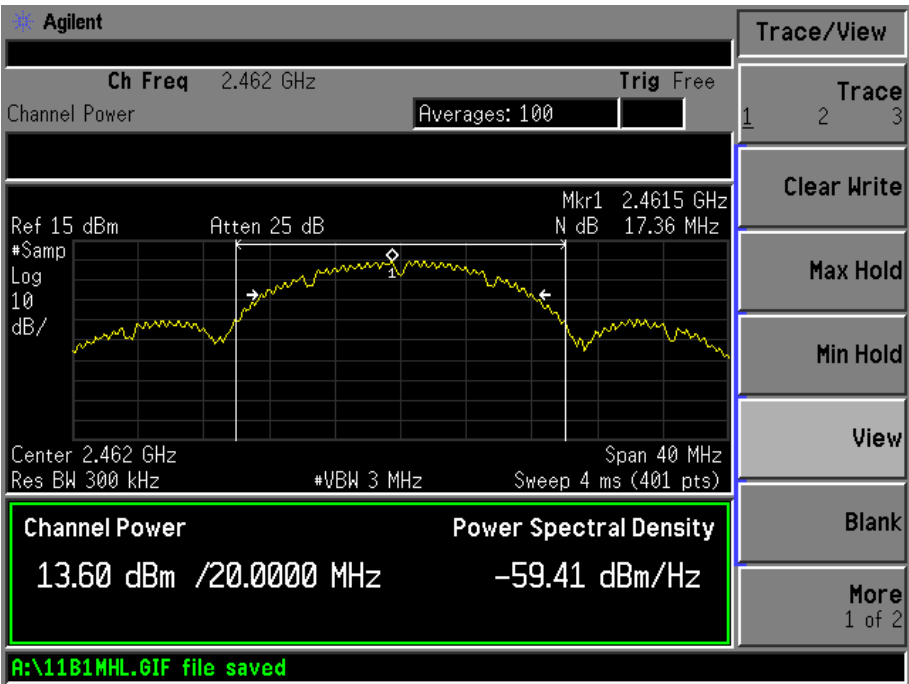 Agilent
Trace/View
Ch Freq 2.462 GHz Trig Free
Channel Power Averages: 100
Trace
1 2 3
Clear Write
Max Hold
Min Hold
View
Blank
More
1 of 2
Mkr1 2.4615 GHz
Ref 15 dBm Atten 25 dB N dB 17.36 MHz
#Samp
Log
10
dB/
1
Center 2.462 GHz Span 40 MHz
Res BW 300 kHz #VBW 3 MHz Sweep 4 ms (401 pts)
Channel Power Power Spectral Density
13.60 dBm /20.0000 MHz -59.41 dBm/Hz
A:\11B1MHL.GIF file saved